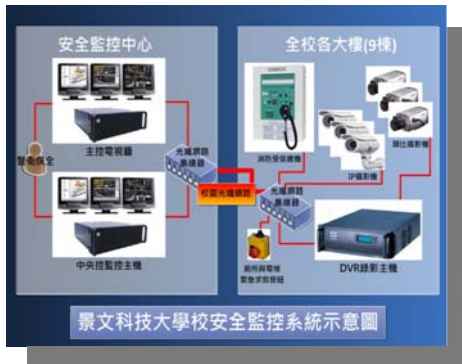 安全監控中心
全校各大樓(9棟)
主控電視牆
警衛保全
光纖網路
集線器
中央控監控主機
校園光纖網路
消防受信總機
IP攝影機
類比攝影機
光纖網路
集線器
廁所與電梯
緊急求救按鈕
DVR錄影主機
景文科技大學校安全監控系統示意圖